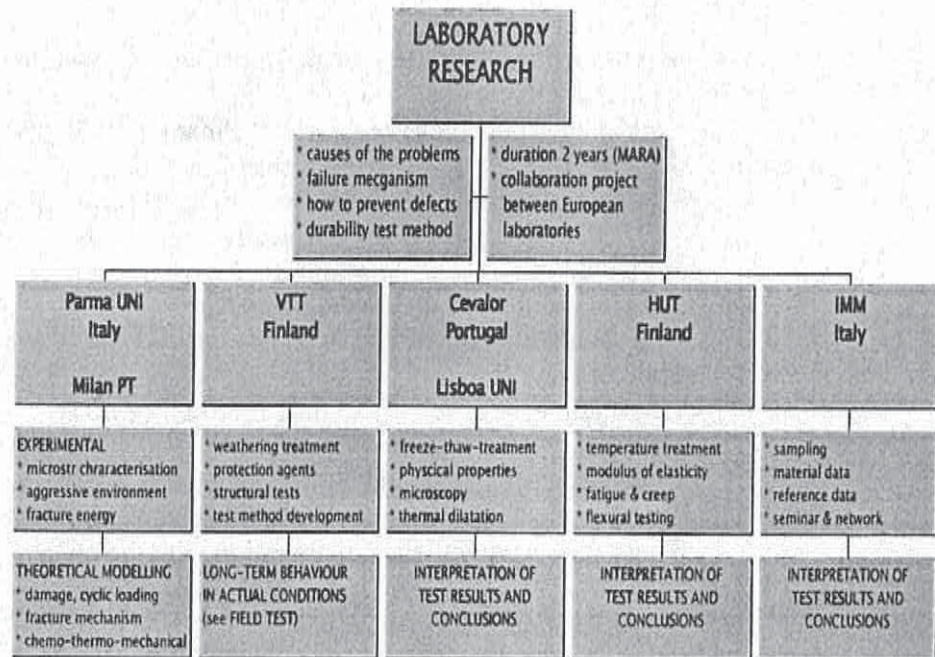 LABORATORY
RESEARCH
* causes of the problems
* failure mecganism
* how to prevent defects
* durability test method
* duration 2 years (MARA)
* collaboration project
between European
laboratories
Parma UNI
Italy
Milan PT
VTT
Finland
Cevalor
Portugal
Lisboa UNI
HUT
Finland
IMM
Italy
EXPERIMENTAL
* microstr chraracterisation
* aggressive environment
* fracture energy
* weathering treatment
* protection agents
* structural tests
* test method development
* freeze-thaw-treatment
* physcical properties
* microscopy
* thermal dilatation
* temperature treatment
* modulus of elasticity
* fatigue & creep
* flexural testing
* sampling
* material data
* reference data
* seminar & network
THEORETICAL MODELLING
* damage, cyclic loading
* fracture mechanism
* chemo-thermo-mechanical
LONG-TERM BEHAVIOUR
IN ACTUAL CONDITIONS
(see FIELD TEST)
INTERPRETATION OF
TEST RESULTS AND
CONCLUSIONS
INTERPRETATION OF
TEST RESULTS AND
CONCLUSIONS
INTERPRETATION OF
TEST RESULTS AND
CONCLUSIONS